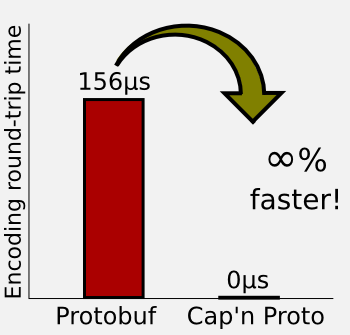 Encoding round-trip time
156µs
∞%
faster!
0µs
Protobuf
Cap'n Proto